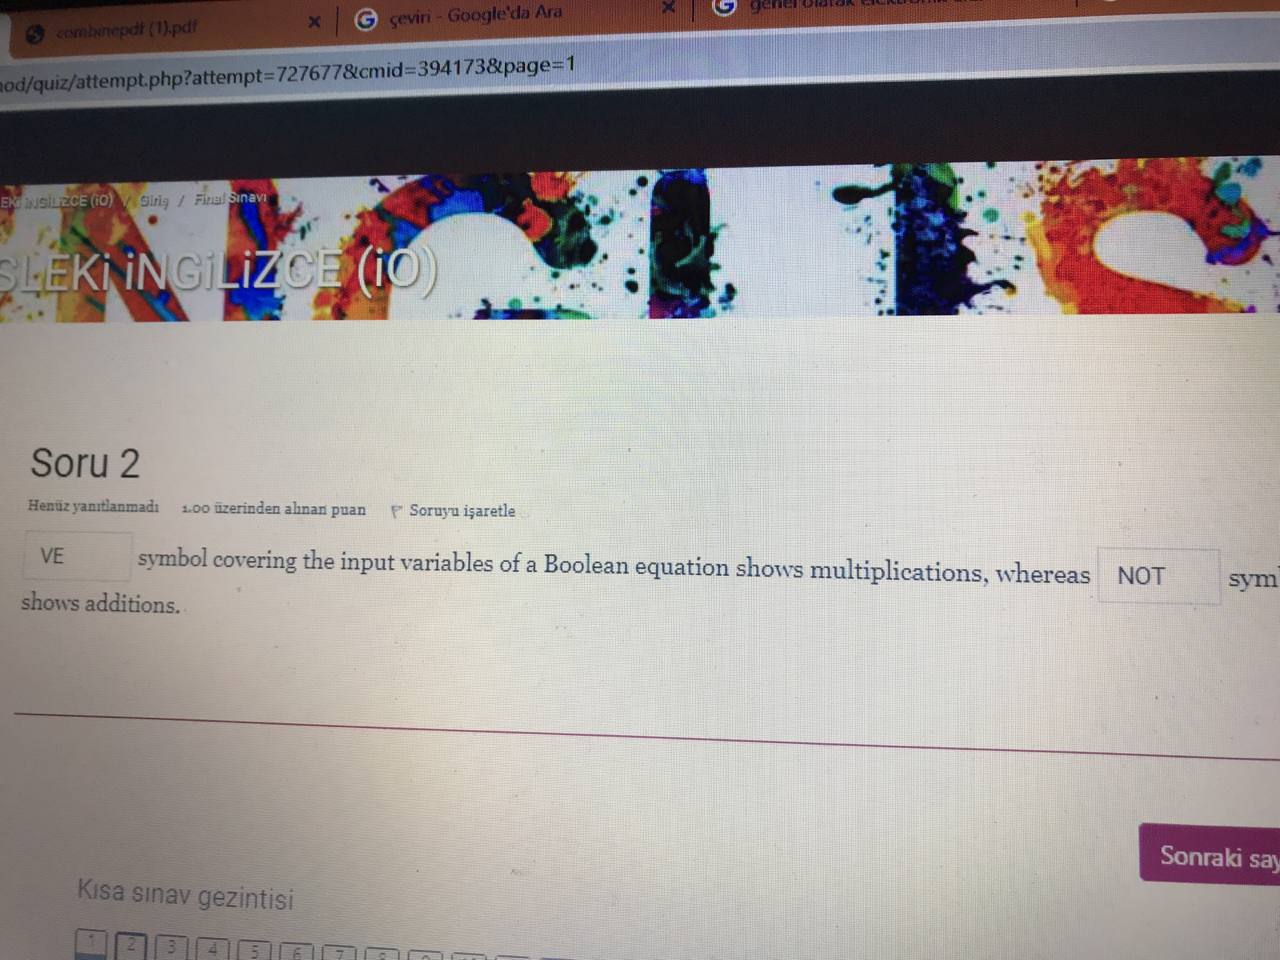 combinepdf (1).pdf
çeviri - Google'da Ara
genel olarak elektronik
mod/quiz/attempt.php?attempt=727677&cmid=394173&page=1
EKİ İNGİLİZCE (İO) / Giriş / Final Sınavı
SLEKİ İNGİLİZCE (İO)
Soru 2
Henüz yanıtlanmadı 1.00 üzerinden alınan puan Soruyu işaretle
VE symbol covering the input variables of a Boolean equation shows multiplications, whereas NOT sym
shows additions.
Sonraki say
Kısa sınav gezintisi
1 2 3 4 5 6 7 8 9